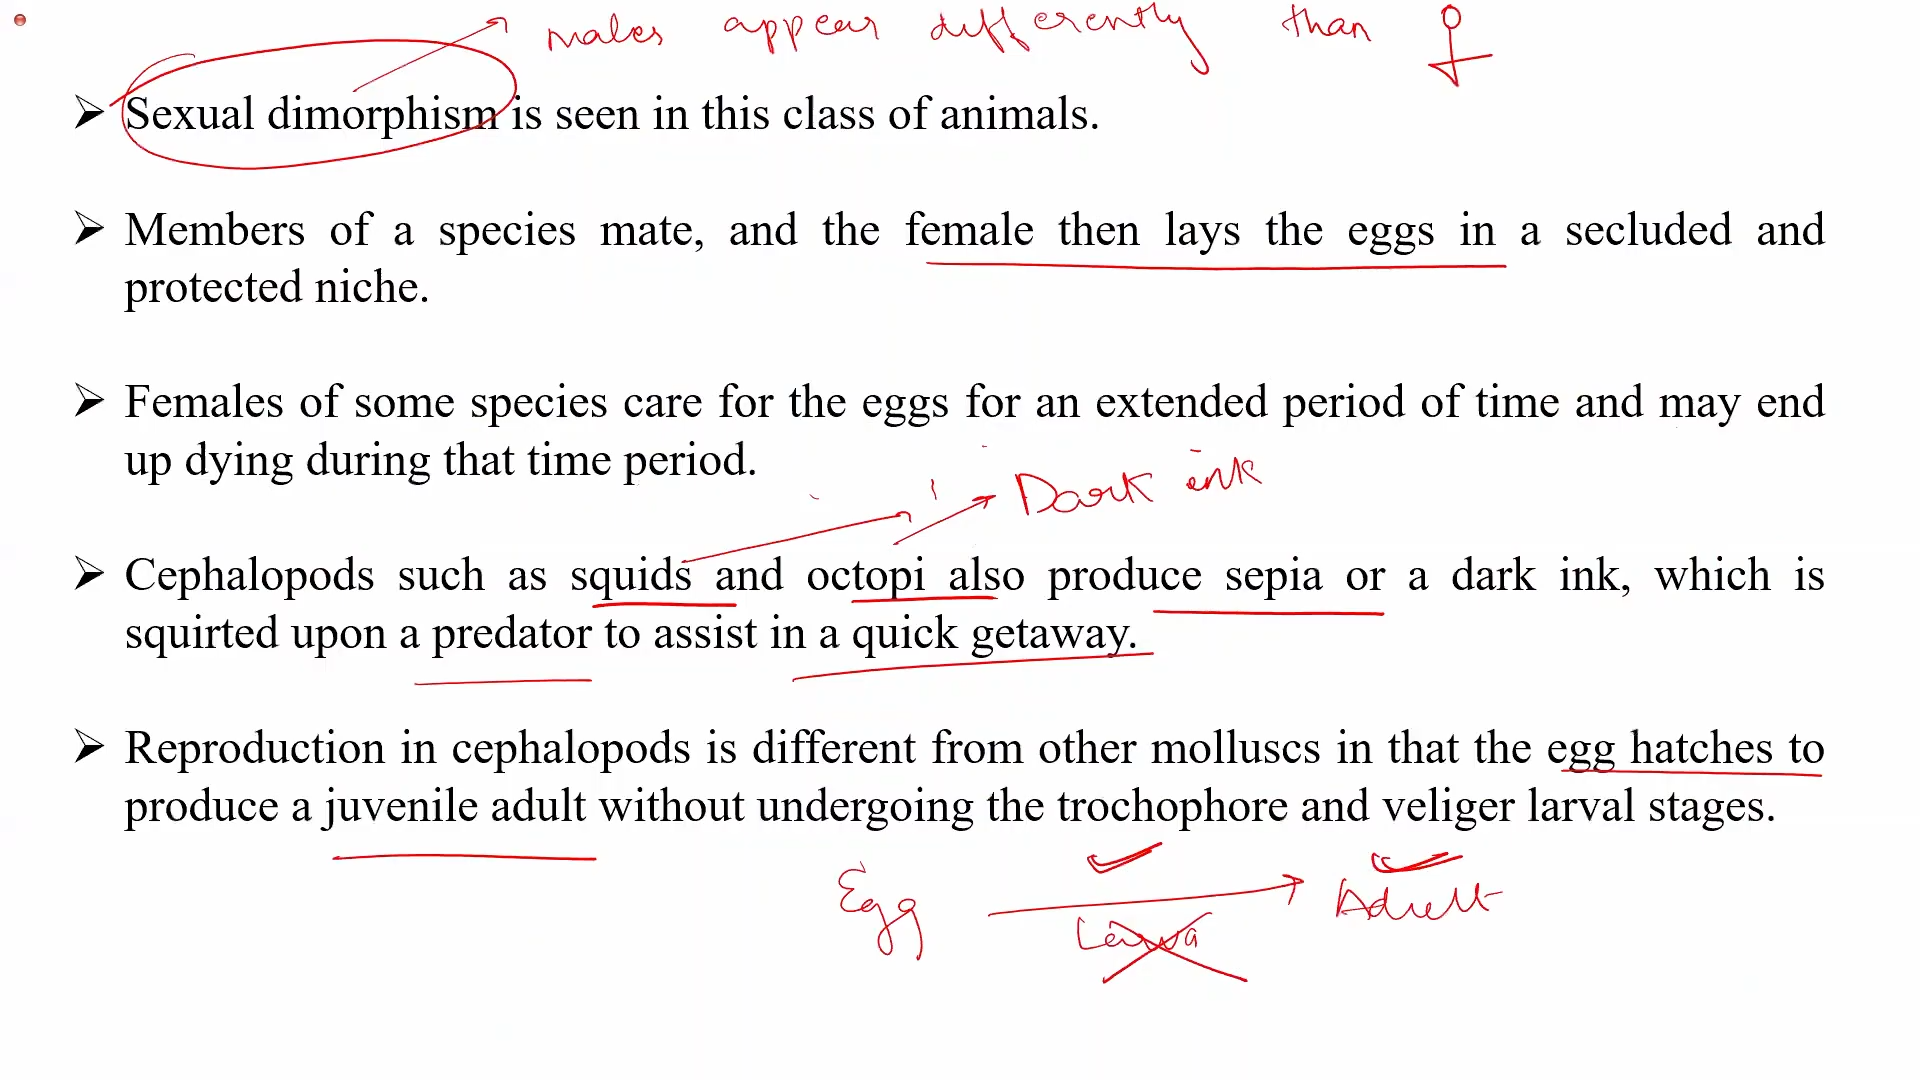 males appear differently than ♀
➢ Sexual dimorphism is seen in this class of animals.
➢ Members of a species mate, and the female then lays the eggs in a secluded and
protected niche.
➢ Females of some species care for the eggs for an extended period of time and may end
up dying during that time period.
Dark ink
➢ Cephalopods such as squids and octopi also produce sepia or a dark ink, which is
squirted upon a predator to assist in a quick getaway.
➢ Reproduction in cephalopods is different from other molluscs in that the egg hatches to
produce a juvenile adult without undergoing the trochophore and veliger larval stages.
Egg → Adult
Larva